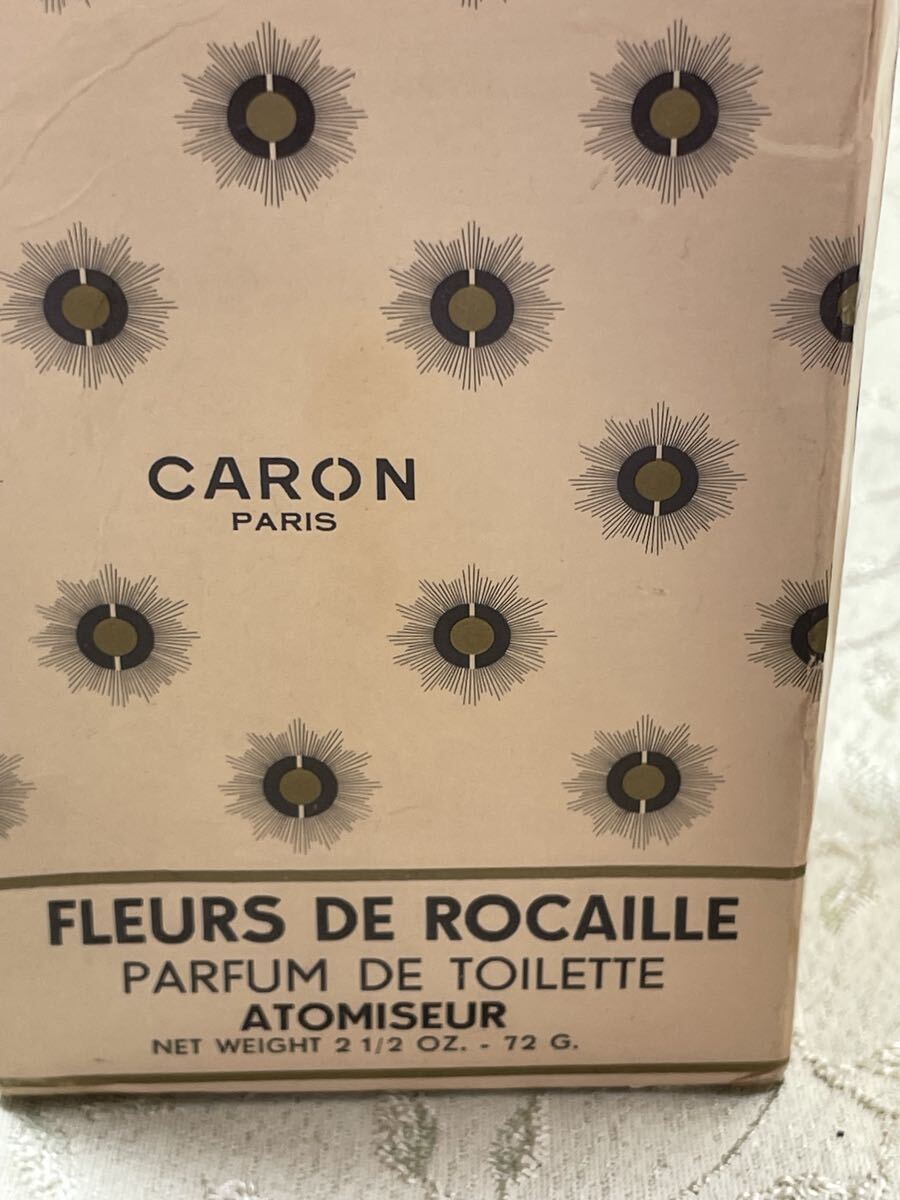 CARON
PARIS
FLEURS DE ROCAILLE
PARFUM DE TOILETTE
ATOMISEUR
NET WEIGHT 2 1/2 OZ. - 72 G.